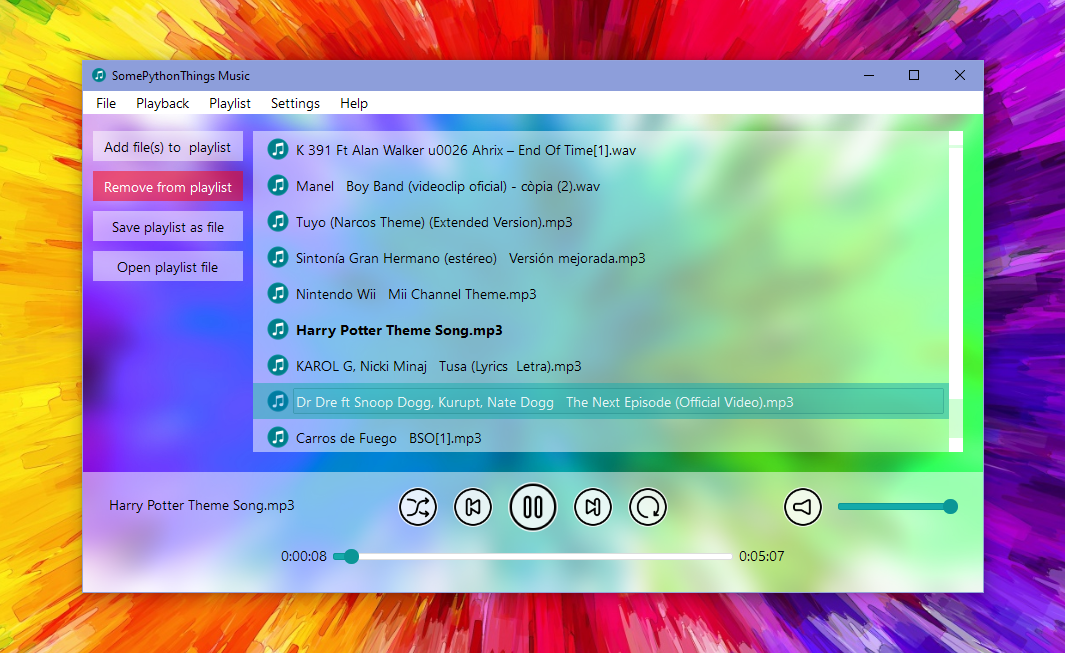 SomePythonThings Music
File Playback Playlist Settings Help
Add file(s) to  playlist
Remove from playlist
Save playlist as file
Open playlist file
K 391 Ft Alan Walker u0026 Ahrix – End Of Time[1].wav
Manel   Boy Band (videoclip oficial) - còpia (2).wav
Tuyo (Narcos Theme) (Extended Version).mp3
Sintonía Gran Hermano (estéreo)   Versión mejorada.mp3
Nintendo Wii   Mii Channel Theme.mp3
Harry Potter Theme Song.mp3
KAROL G, Nicki Minaj   Tusa (Lyrics  Letra).mp3
Dr Dre ft Snoop Dogg, Kurupt, Nate Dogg   The Next Episode (Official Video).mp3
Carros de Fuego   BSO[1].mp3
Harry Potter Theme Song.mp3
0:00:08 0:05:07